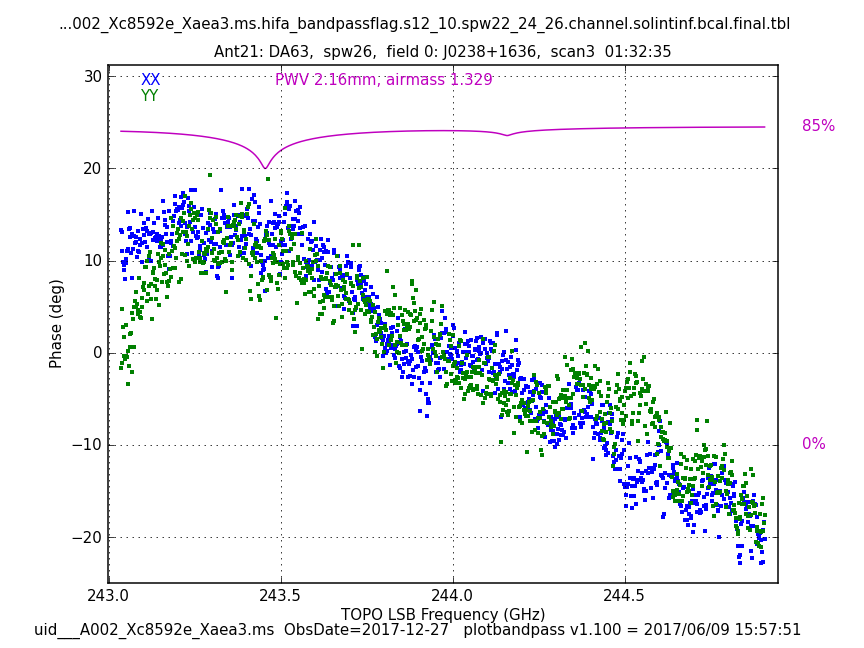 ...002_Xc8592e_Xaea3.ms.hifa_bandpassflag.s12_10.spw22_24_26.channel.solintinf.bcal.final.tbl
Ant21: DA63,  spw26,  field 0: J0238+1636,  scan3  01:32:35
XX
YY
PWV 2.16mm, airmass 1.329
85%
0%
Phase (deg)
30
20
10
0
−10
−20
243.0
243.5
244.0
244.5
TOPO LSB Frequency (GHz)
uid___A002_Xc8592e_Xaea3.ms  ObsDate=2017-12-27   plotbandpass v1.100 = 2017/06/09 15:57:51